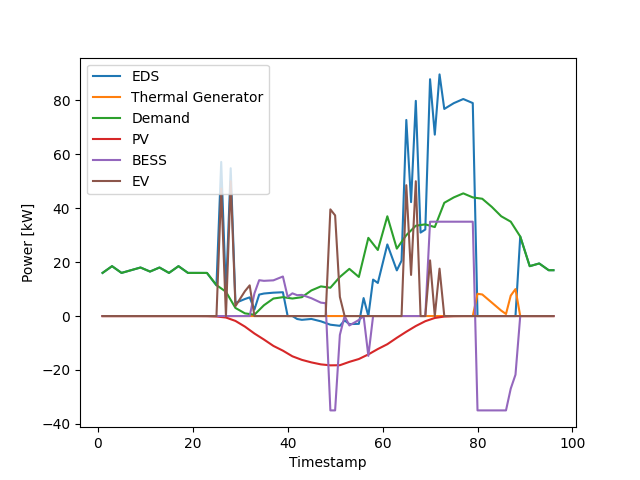 EDS
Thermal Generator
Demand
PV
BESS
EV
80
60
40
20
0
−20
−40
Power [kW]
0 20 40 60 80 100
Timestamp